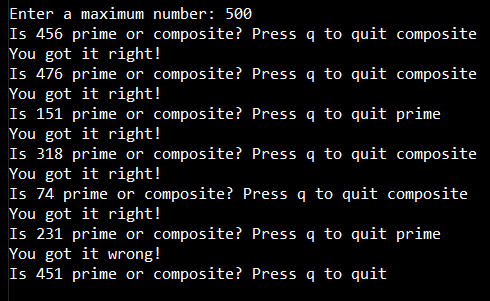 Enter a maximum number: 500
Is 456 prime or composite? Press q to quit composite
You got it right!
Is 476 prime or composite? Press q to quit composite
You got it right!
Is 151 prime or composite? Press q to quit prime
You got it right!
Is 318 prime or composite? Press q to quit composite
You got it right!
Is 74 prime or composite? Press q to quit composite
You got it right!
Is 231 prime or composite? Press q to quit prime
You got it wrong!
Is 451 prime or composite? Press q to quit